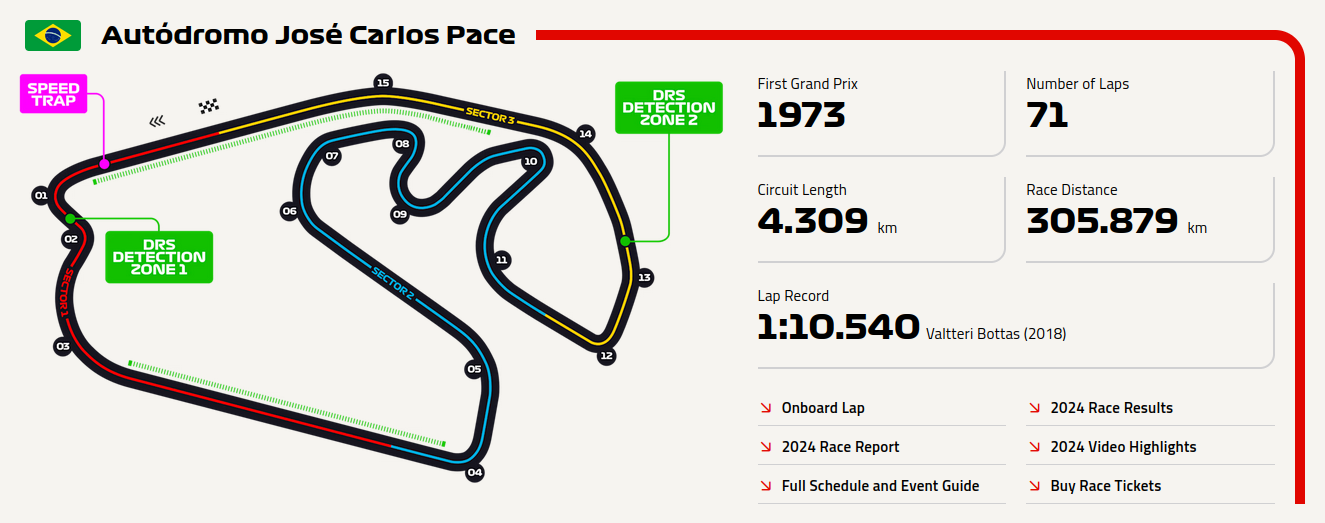 Autódromo José Carlos Pace
SPEED
TRAP
15
SECTOR 3
14
DRS
DETECTION
ZONE 2
08
07
10
01
06
09
02
DRS
DETECTION
ZONE 1
11
13
SECTOR 1
SECTOR 2
03
12
05
04
First Grand Prix
1973
Number of Laps
71
Circuit Length
4.309 km
Race Distance
305.879 km
Lap Record
1:10.540 Valtteri Bottas (2018)
Onboard Lap
2024 Race Results
2024 Race Report
2024 Video Highlights
Full Schedule and Event Guide
Buy Race Tickets